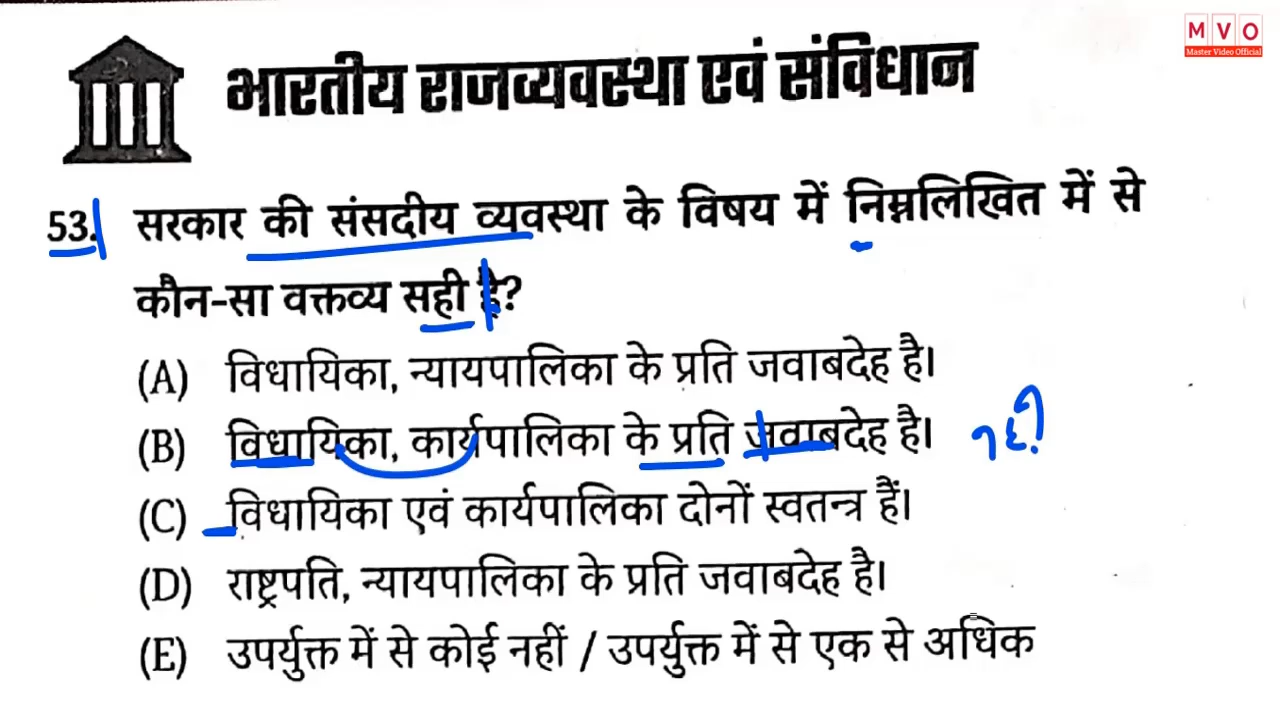 M V O
Master Video Official
भारतीय राजव्यवस्था एवं संविधान
53. सरकार की संसदीय व्यवस्था के विषय में निम्नलिखित में से
कौन-सा वक्तव्य सही है?
(A) विधायिका, न्यायपालिका के प्रति जवाबदेह है।
(B) विधायिका, कार्यपालिका के प्रति जवाबदेह है। नहीं
(C) विधायिका एवं कार्यपालिका दोनों स्वतन्त्र हैं।
(D) राष्ट्रपति, न्यायपालिका के प्रति जवाबदेह है।
(E) उपर्युक्त में से कोई नहीं / उपर्युक्त में से एक से अधिक